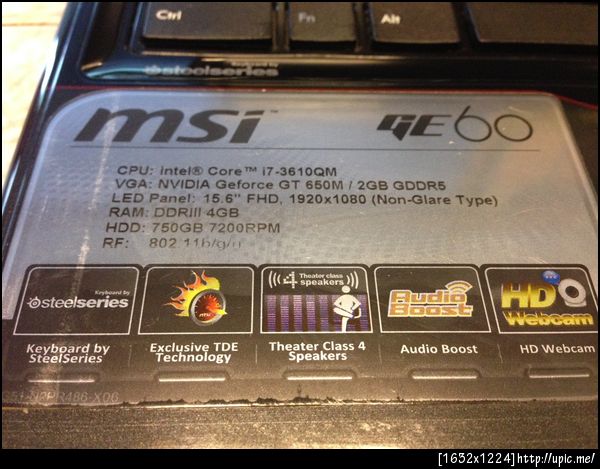 Ctrl Fn Alt
steelseries
msi™ GE60
CPU: Intel® Core™ i7-3610QM
VGA: NVIDIA Geforce GT 650M / 2GB GDDR5
LED Panel: 15.6" FHD, 1920x1080 (Non-Glare Type)
RAM: DDRIII 4GB
HDD: 750GB 7200RPM
RF: 802.11b/g/n
Keyboard by
steelseries
4 Theater class
speakers
Audio
Boost
HD
Webcam
Keyboard by
SteelSeries
Exclusive TDE
Technology
Theater Class 4
Speakers
Audio Boost
HD Webcam
[1632x1224]http://upic.me/